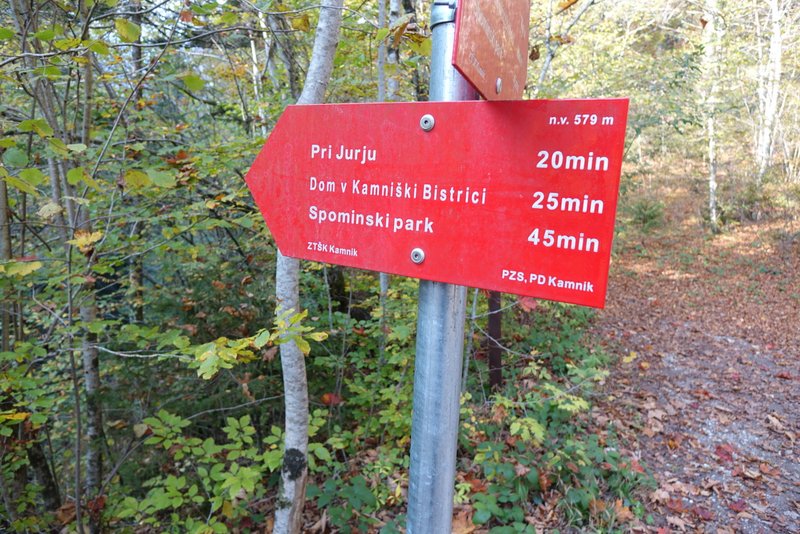 n.v. 579 m
Pri Jurju 20min
Dom v Kamniški Bistrici 25min
Spominski park 45min
ZTŠK Kamnik
PZS, PD Kamnik